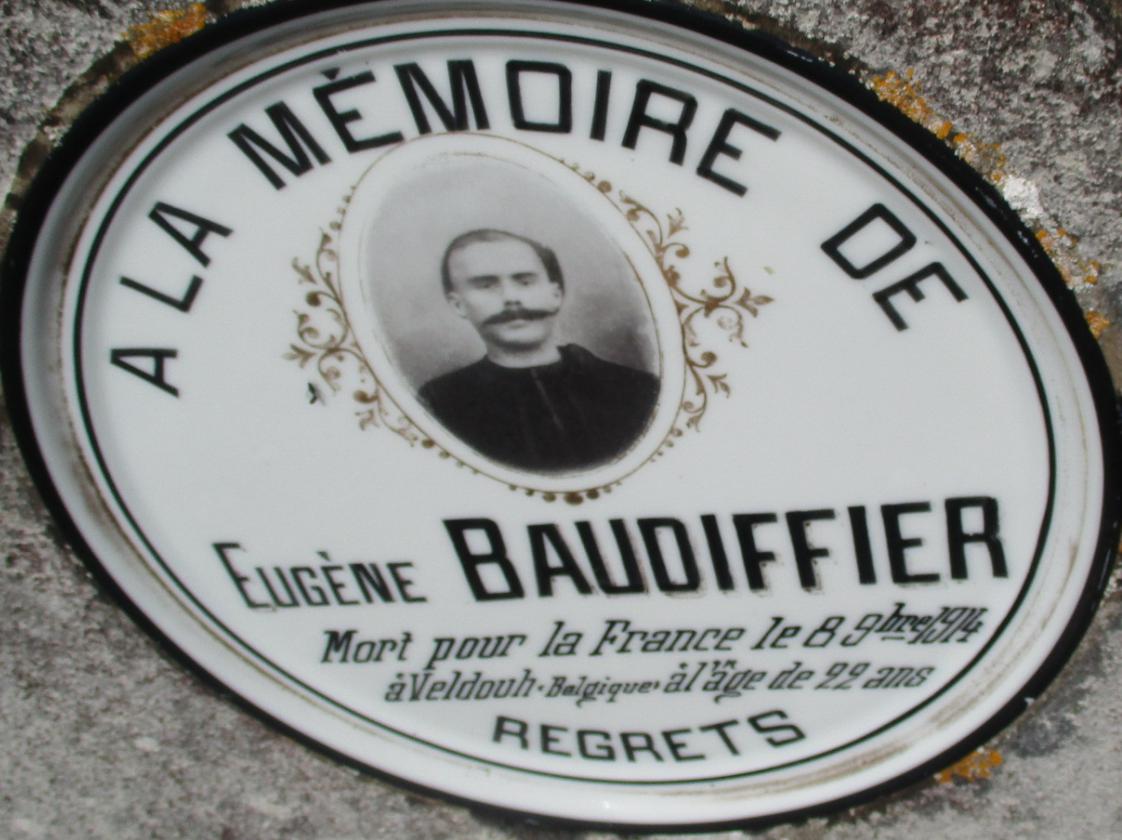 A LA MÉMOIRE DE
EUGÈNE BAUDIFFIER
Mort pour la France le 8 9bre 1914
à Veldouh (Belgique) à l'âge de 22 ans
REGRETS